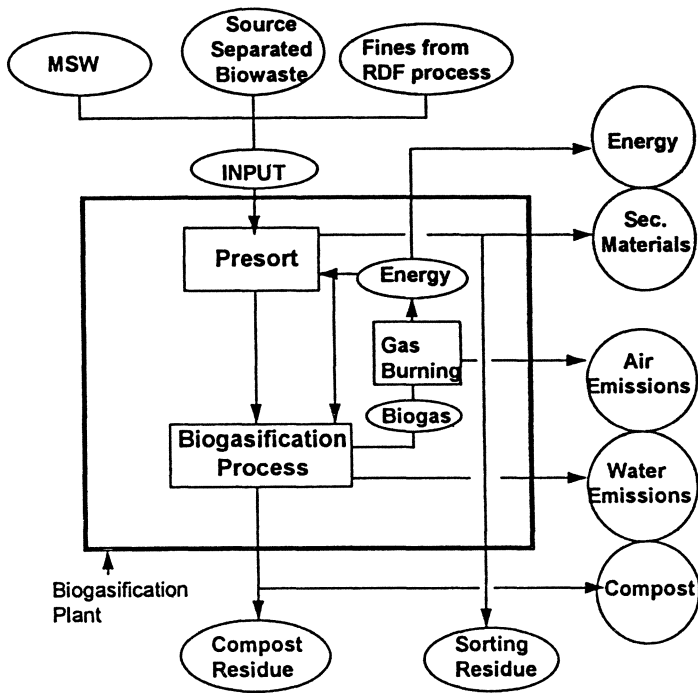 MSW
Source
Separated
Biowaste
Fines from
RDF process
INPUT
Energy
Sec.
Materials
Presort
Energy
Gas
Burning
Air
Emissions
Biogas
Biogasification
Process
Water
Emissions
Biogasification
Plant
Compost
Compost
Residue
Sorting
Residue